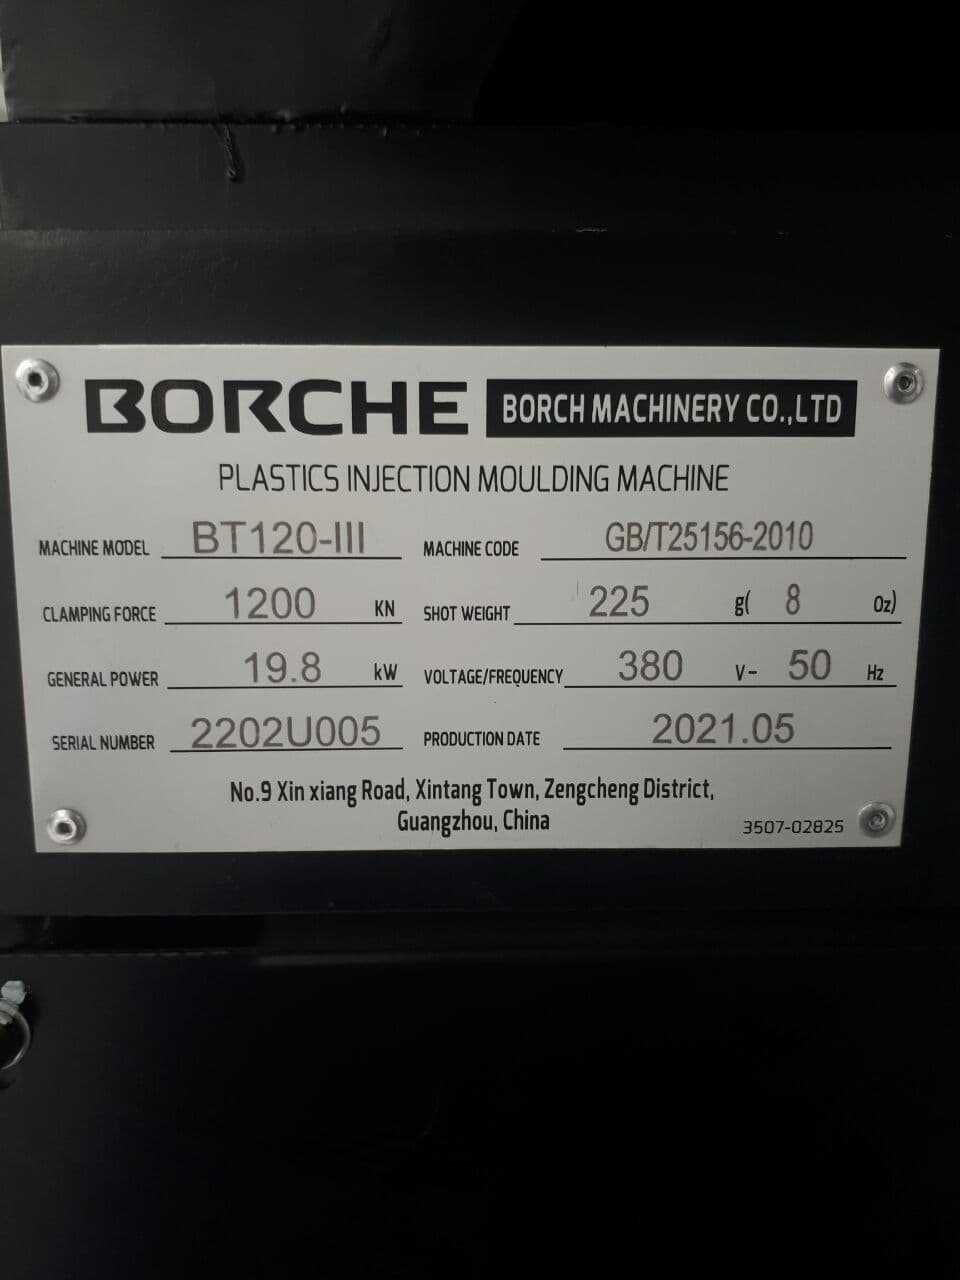 BORCHE BORCH MACHINERY CO.,LTD
PLASTICS INJECTION MOULDING MACHINE
MACHINE MODEL BT120-III MACHINE CODE GB/T25156-2010
CLAMPING FORCE 1200 KN SHOT WEIGHT 225 g( 8 Oz)
GENERAL POWER 19.8 kW VOLTAGE/FREQUENCY 380 V- 50 Hz
SERIAL NUMBER 2202U005 PRODUCTION DATE 2021.05
No.9 Xin xiang Road, Xintang Town, Zengcheng District,
Guangzhou, China
3507-02825